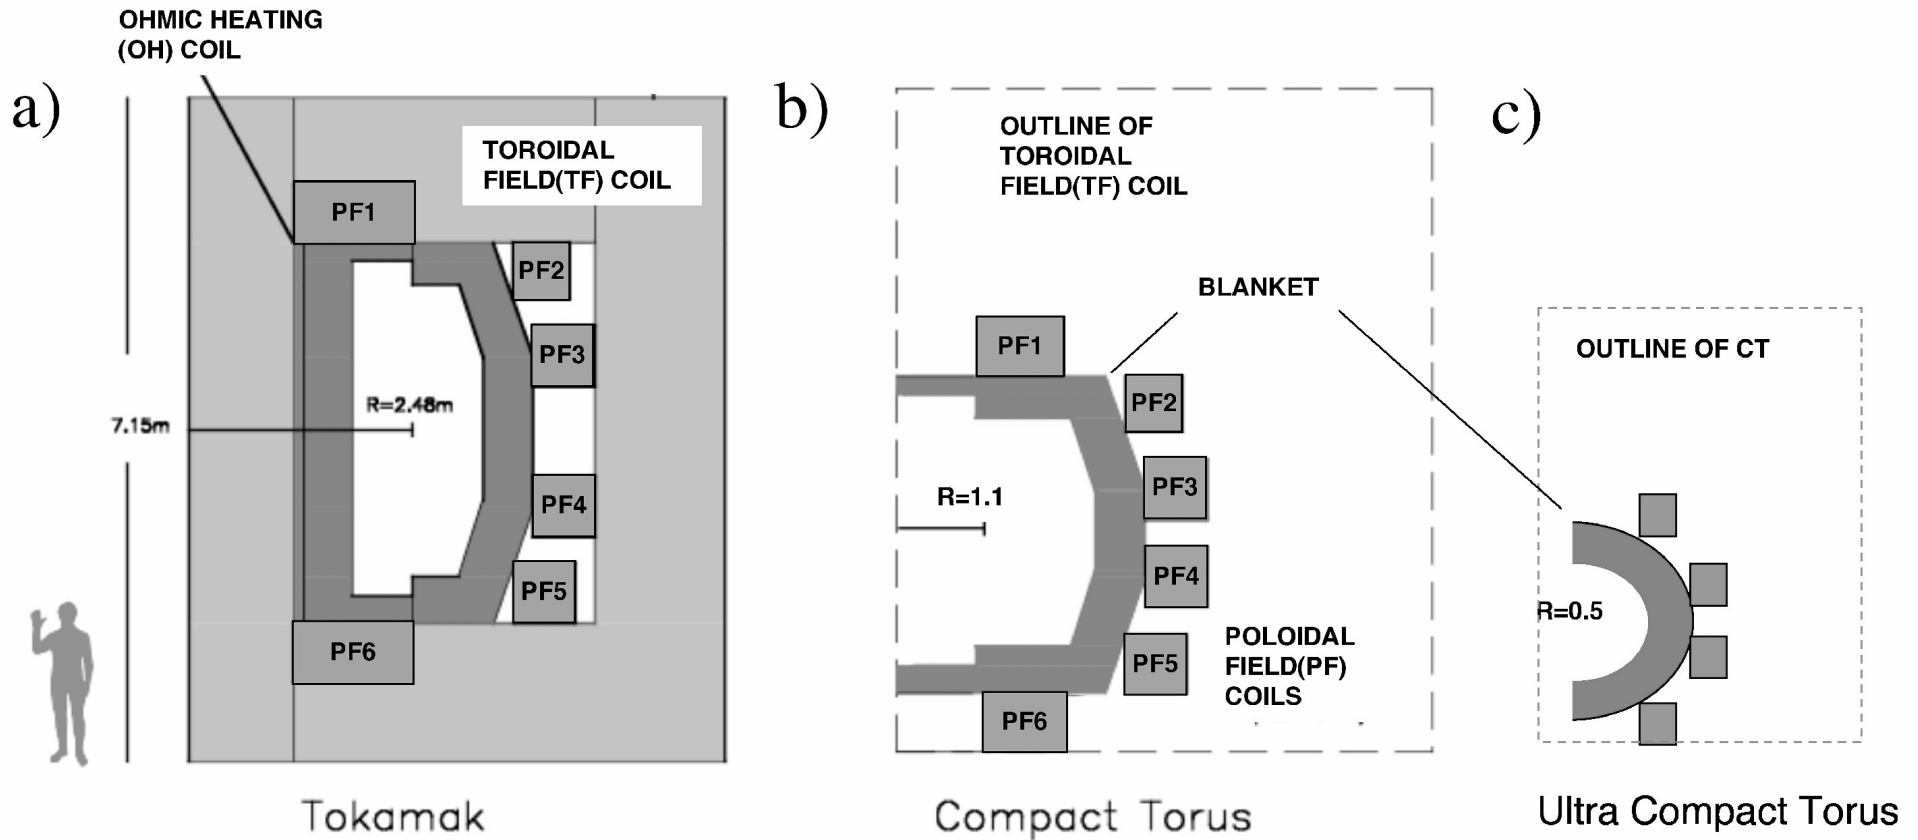 OHMIC HEATING
(OH) COIL
a)
TOROIDAL
FIELD(TF) COIL
PF1
PF2
PF3
R=2.48m
7.15m
PF4
PF5
PF6
Tokamak
b)
OUTLINE OF
TOROIDAL
FIELD(TF) COIL
BLANKET
PF1
PF2
PF3
R=1.1
PF4
PF5
PF6
POLOIDAL
FIELD(PF)
COILS
Compact Torus
c)
OUTLINE OF CT
R=0.5
Ultra Compact Torus